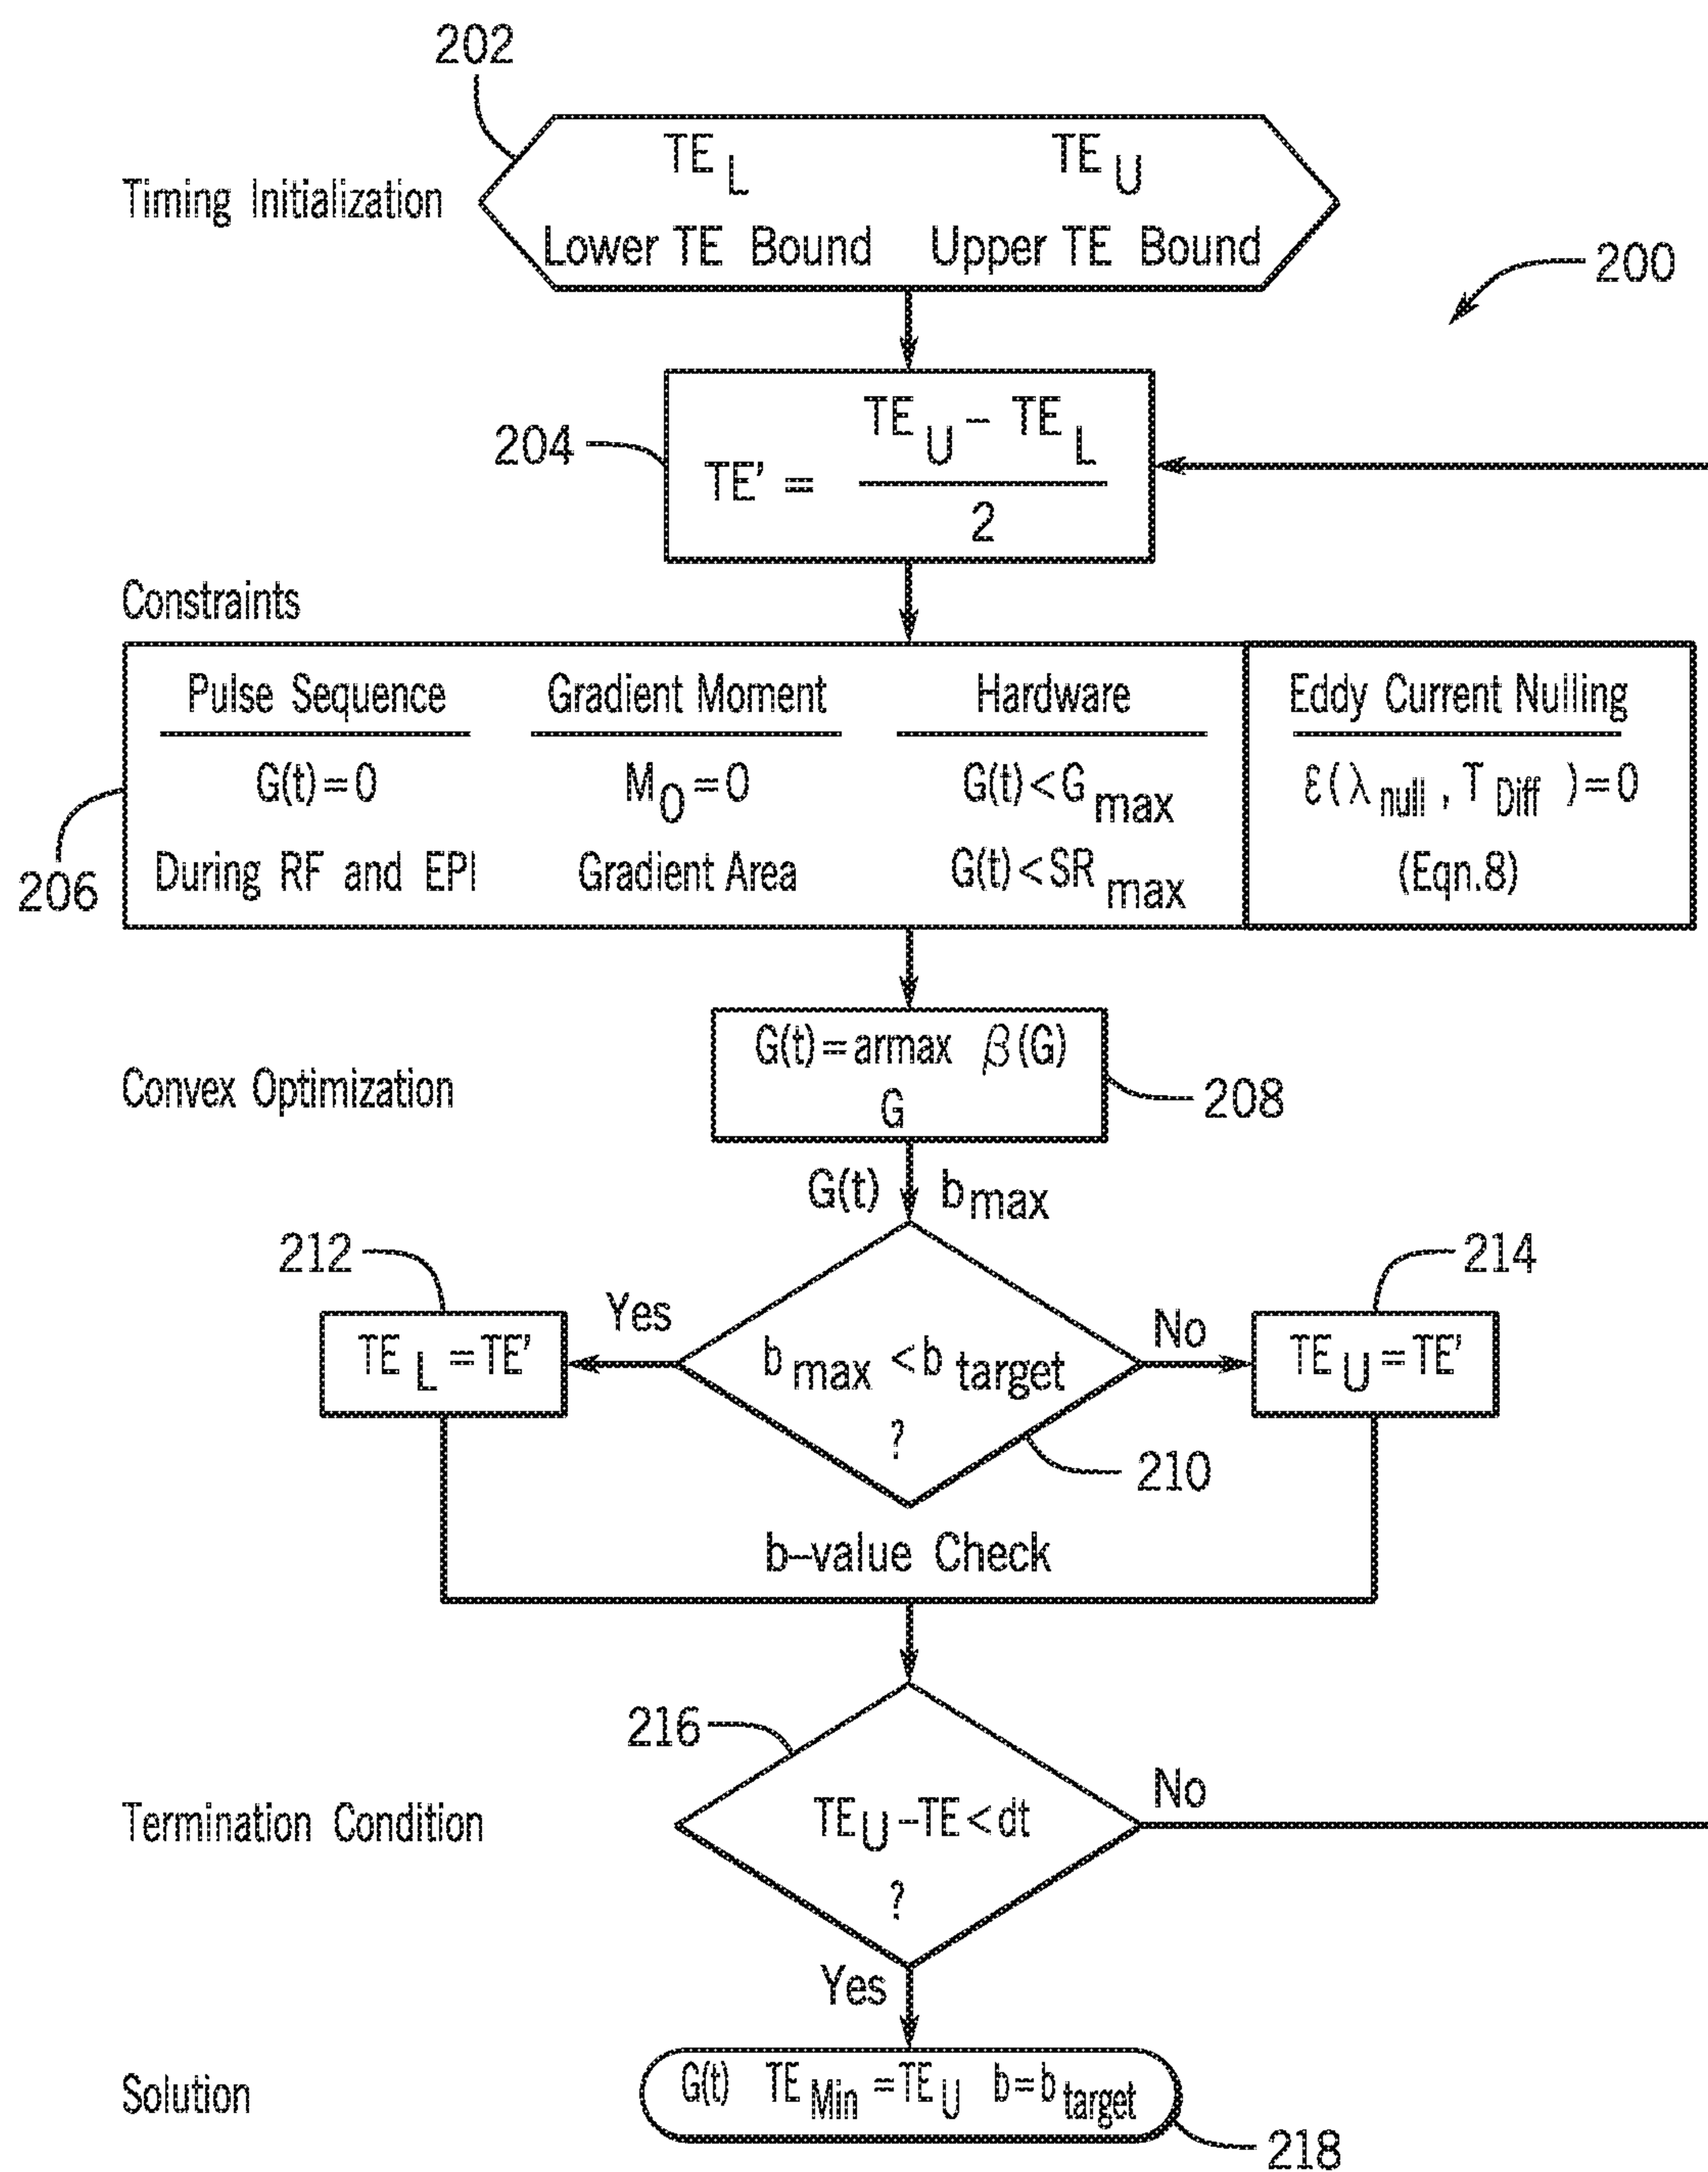 202
TE L TE U
Timing Initialization
Lower TE Bound Upper TE Bound
200
204
TE' = TE U – TE L
2
Constraints
Pulse Sequence Gradient Moment Hardware Eddy Current Nulling
G(t)=0 M0=0 G(t)<G max ε(λ null , T Diff )=0
During RF and EPI Gradient Area G(t)<SR max (Eqn.8)
206
G(t)=armax β(G)
G
Convex Optimization
208
G(t) b max
212
214
Yes No
TE L =TE' b max <b target TE U =TE'
?
210
b–value Check
216
No
TE U –TE<dt
Termination Condition
?
Yes
G(t) TE Min =TE U b=b target
Solution
218